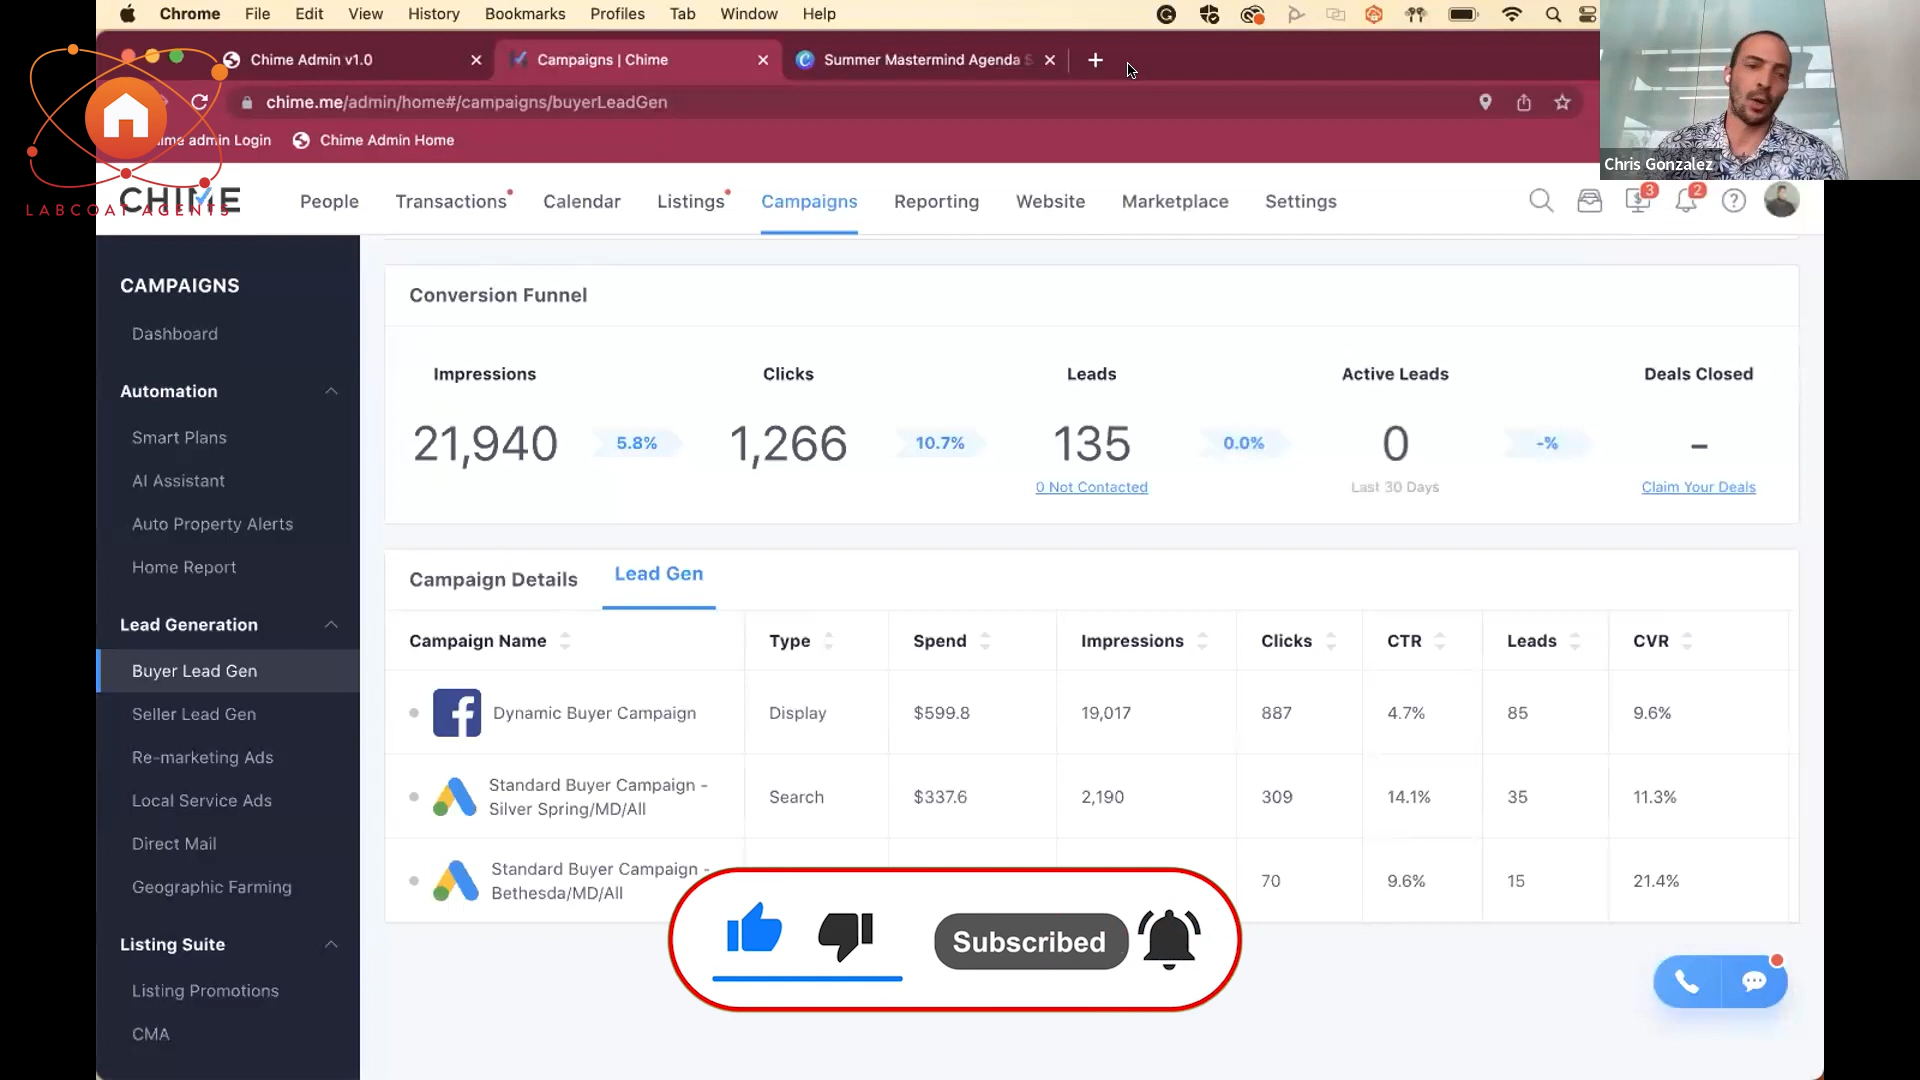 Chrome File Edit View History Bookmarks Profiles Tab Window Help
Chime Admin v1.0
Campaigns | Chime
Summer Mastermind Agenda S
chime.me/admin/home#/campaigns/buyerLeadGen
ime admin Login
Chime Admin Home
Chris Gonzalez
LABCOAT AGENTS
CHIME
People Transactions Calendar Listings Campaigns Reporting Website Marketplace Settings
3
2
CAMPAIGNS
Dashboard
Automation
Smart Plans
AI Assistant
Auto Property Alerts
Home Report
Lead Generation
Buyer Lead Gen
Seller Lead Gen
Re-marketing Ads
Local Service Ads
Direct Mail
Geographic Farming
Listing Suite
Listing Promotions
CMA
Conversion Funnel
Impressions Clicks Leads Active Leads Deals Closed
21,940 5.8% 1,266 10.7% 135 0.0% 0 -% –
0 Not Contacted Last 30 Days Claim Your Deals
Campaign Details Lead Gen
Campaign Name Type Spend Impressions Clicks CTR Leads CVR
Dynamic Buyer Campaign Display $599.8 19,017 887 4.7% 85 9.6%
Standard Buyer Campaign -
Silver Spring/MD/All
Search $337.6 2,190 309 14.1% 35 11.3%
Standard Buyer Campaign -
Bethesda/MD/All
70 9.6% 15 21.4%
Subscribed